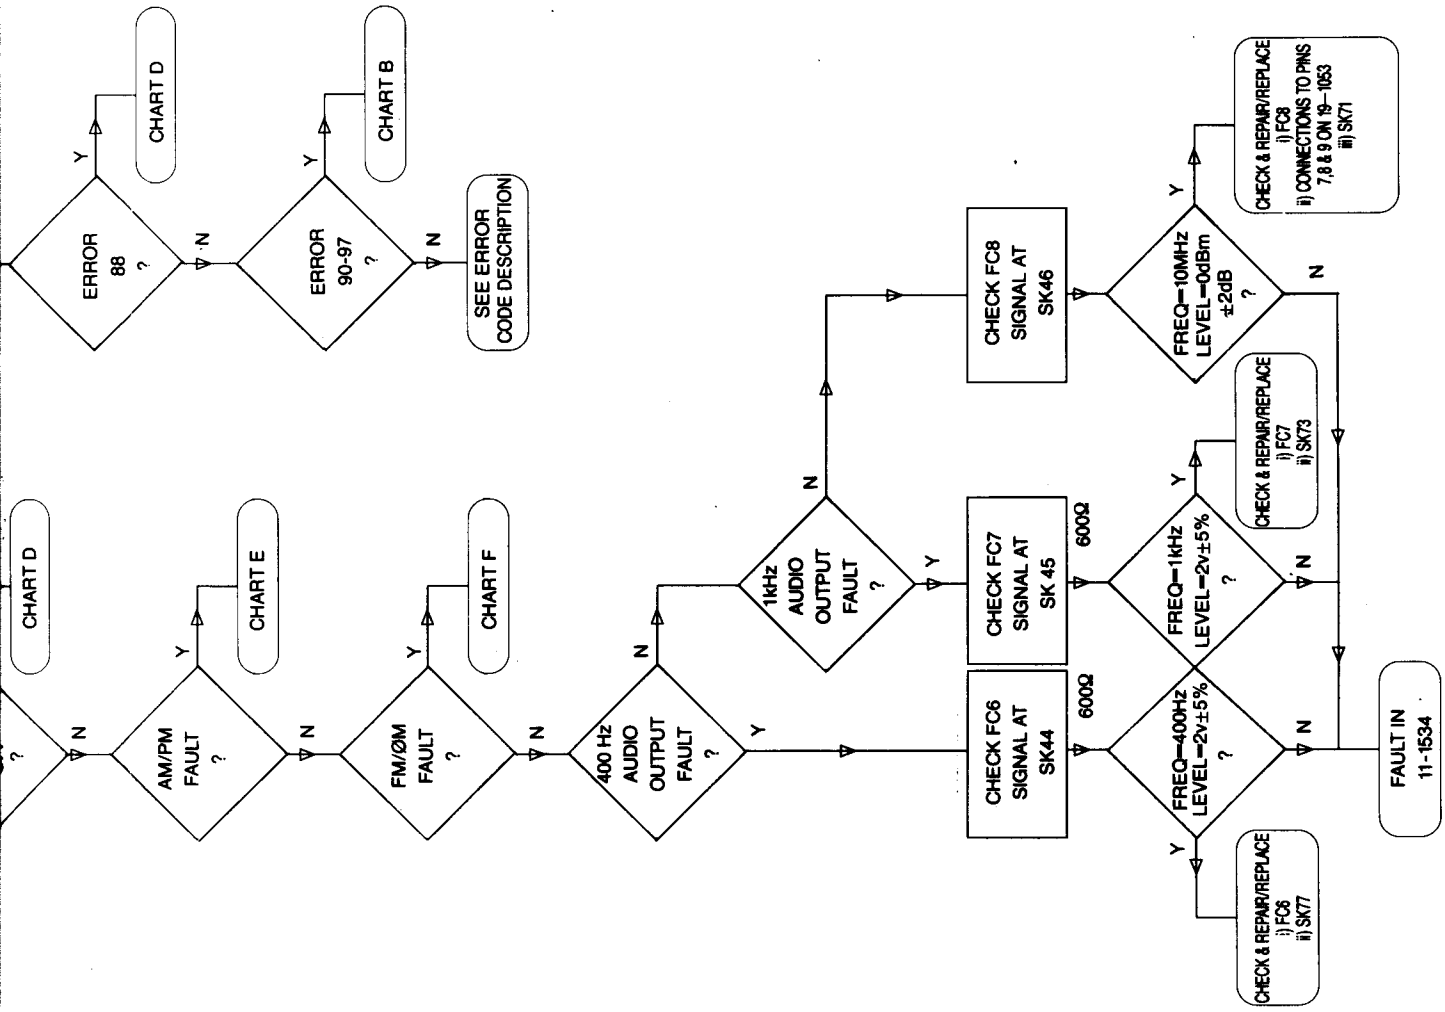 ERROR
88
?
Y
CHART D
N
ERROR
90-97
?
Y
CHART B
N
SEE ERROR
CODE DESCRIPTION
?
CHART D
N
AM/PM
FAULT
?
Y
CHART E
N
FM/ØM
FAULT
?
Y
CHART F
N
400 Hz
AUDIO
OUTPUT
FAULT
?
N
Y
1kHz
AUDIO
OUTPUT
FAULT
?
N
Y
CHECK FC6
SIGNAL AT
SK44
600Ω
CHECK FC7
SIGNAL AT
SK 45
600Ω
CHECK FC8
SIGNAL AT
SK46
FREQ=400Hz
LEVEL=2v±5%
?
Y
N
FREQ=1kHz
LEVEL=2v±5%
?
Y
N
FREQ=10MHz
LEVEL=0dBm
±2dB
?
Y
N
CHECK & REPAIR/REPLACE
i) FC6
ii) SK77
CHECK & REPAIR/REPLACE
i) FC7
ii) SK73
CHECK & REPAIR/REPLACE
i) FC8
ii) CONNECTIONS TO PINS
7,8 & 9 ON 19-1053
iii) SK71
FAULT IN
11-1534